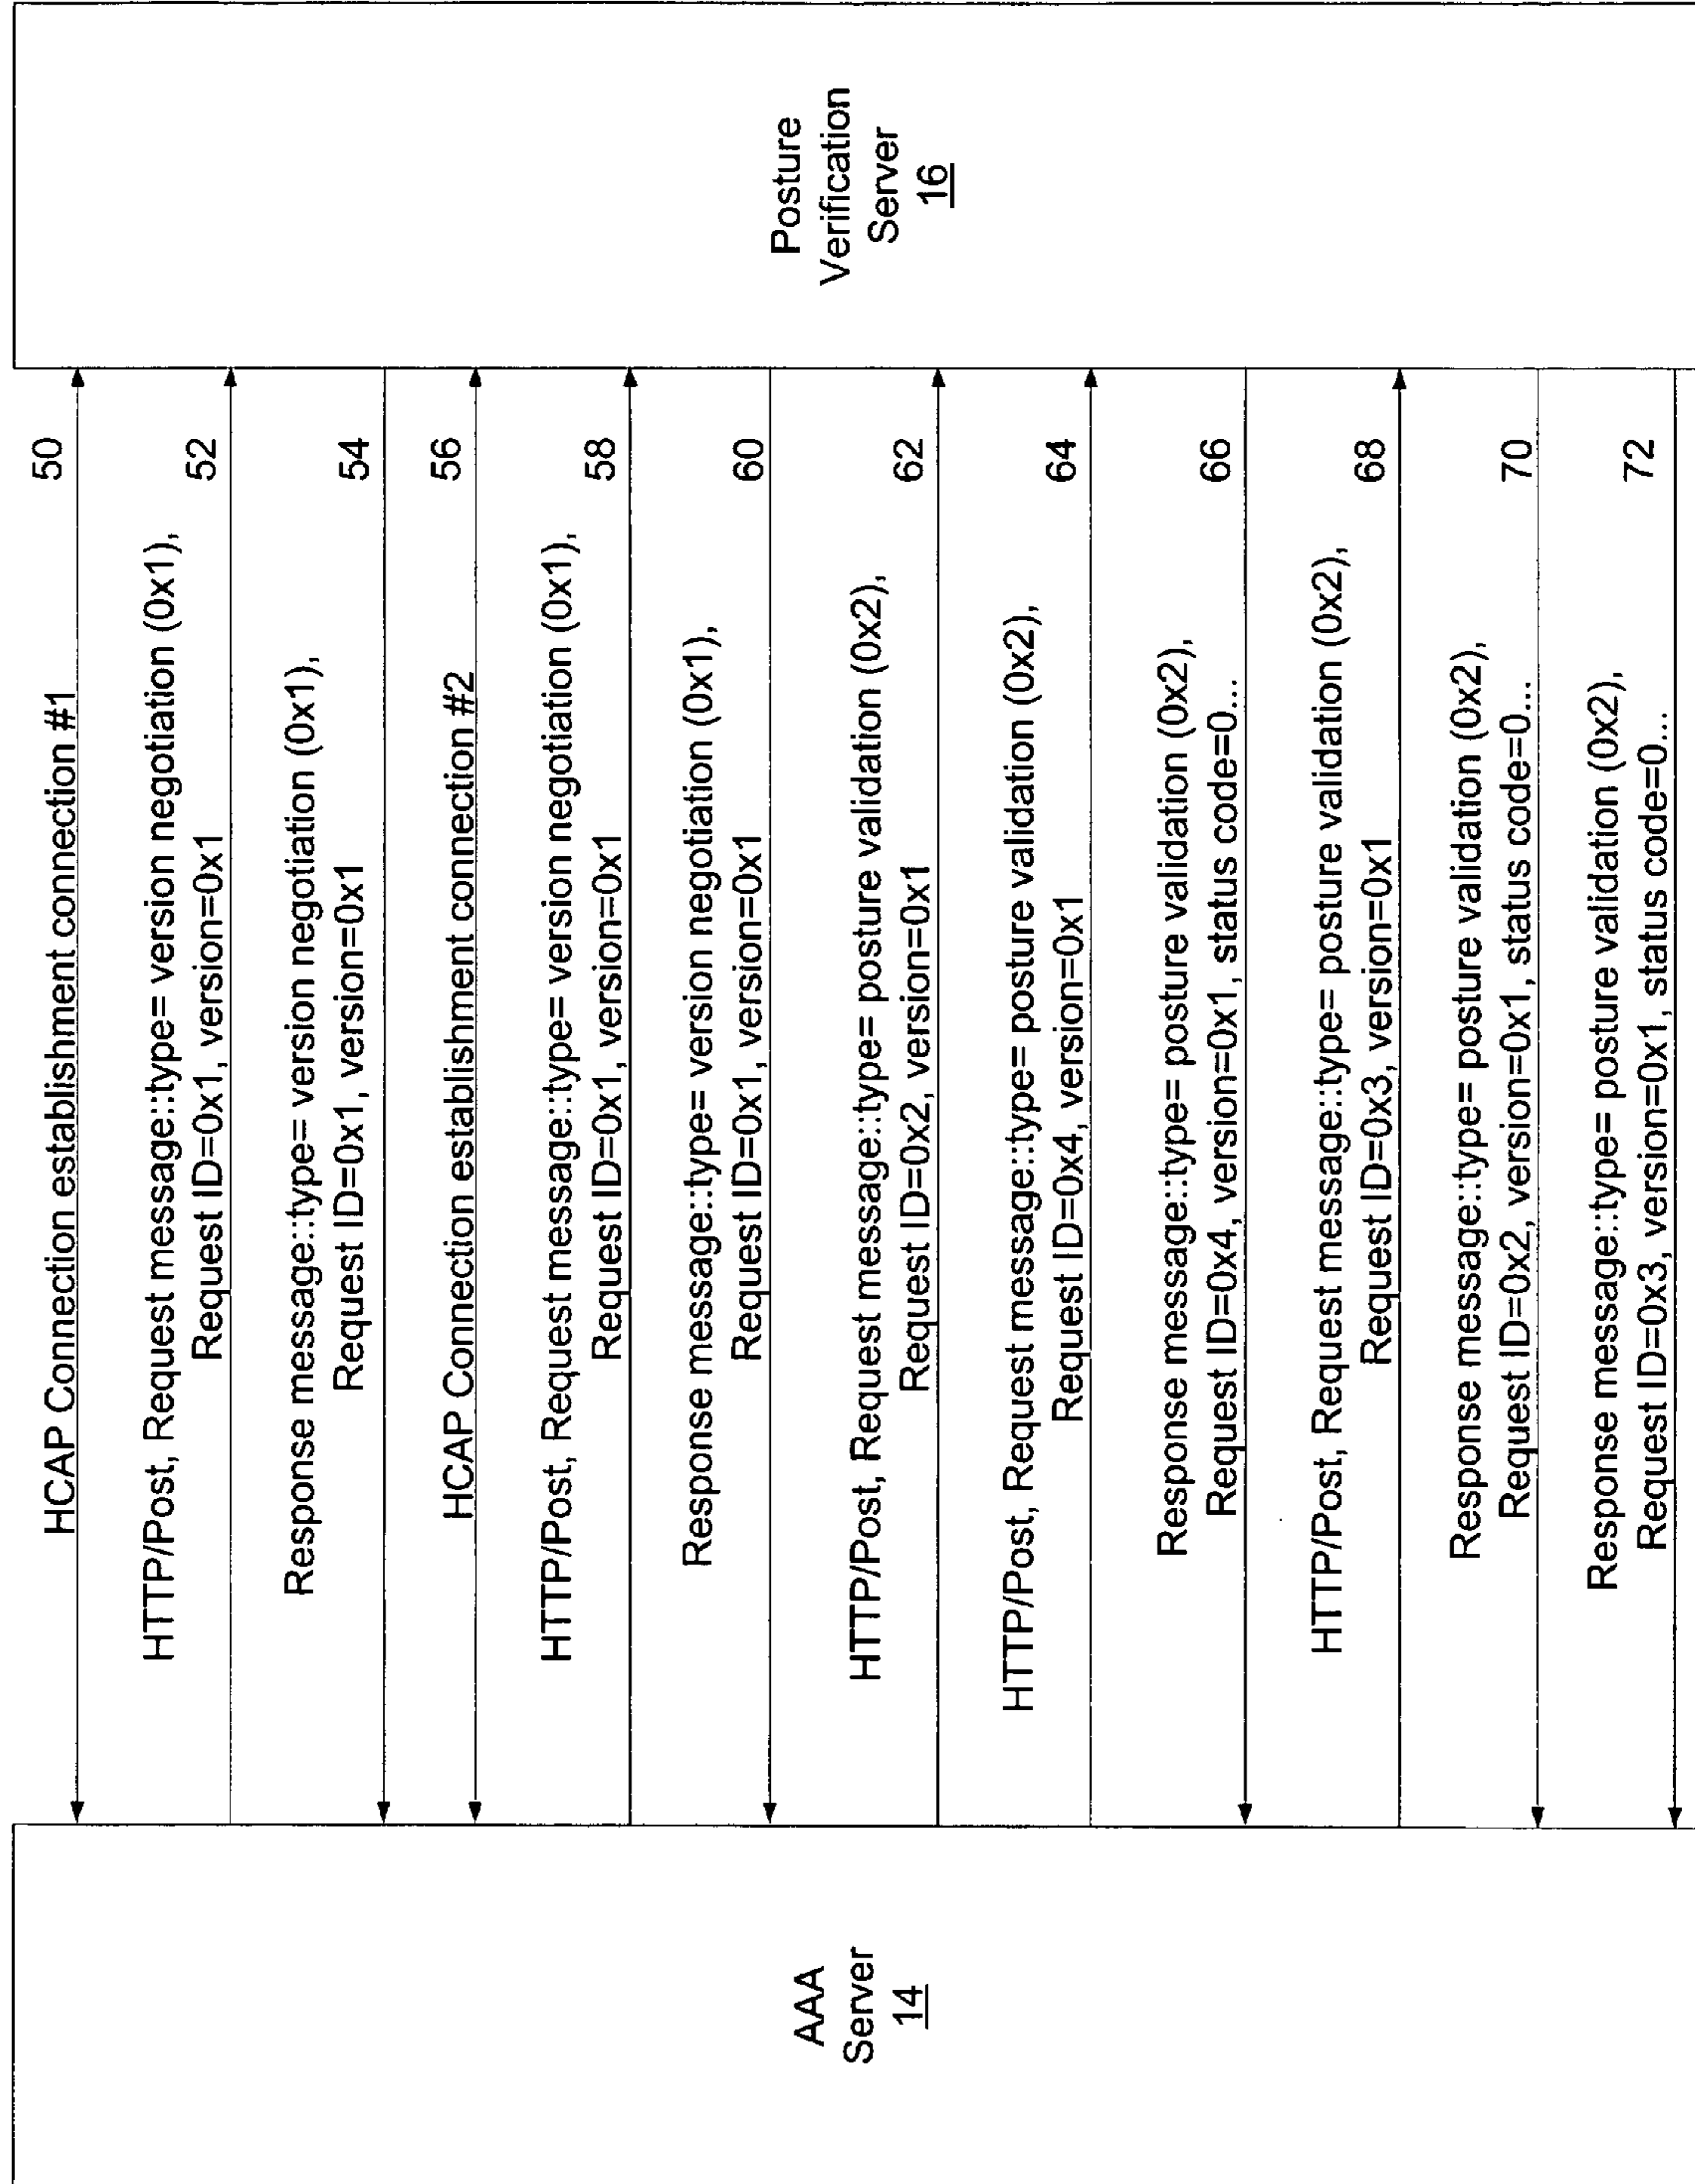 AAA
Server
14
HCAP Connection establishment connection #1
50
HTTP/Post, Request message::type= version negotiation (0x1),
Request ID=0x1, version=0x1
52
Response message::type= version negotiation (0x1),
Request ID=0x1, version=0x1
54
HCAP Connection establishment connection #2
56
HTTP/Post, Request message::type= version negotiation (0x1),
Request ID=0x1, version=0x1
58
Response message::type= version negotiation (0x1),
Request ID=0x1, version=0x1
60
HTTP/Post, Request message::type= posture validation (0x2),
Request ID=0x2, version=0x1
62
HTTP/Post, Request message::type= posture validation (0x2),
Request ID=0x4, version=0x1
64
Response message::type= posture validation (0x2),
Request ID=0x4, version=0x1, status code=0...
66
HTTP/Post, Request message::type= posture validation (0x2),
Request ID=0x3, version=0x1
68
Response message::type= posture validation (0x2),
Request ID=0x2, version=0x1, status code=0...
70
Response message::type= posture validation (0x2),
Request ID=0x3, version=0x1, status code=0...
72
Posture
Verification
Server
16